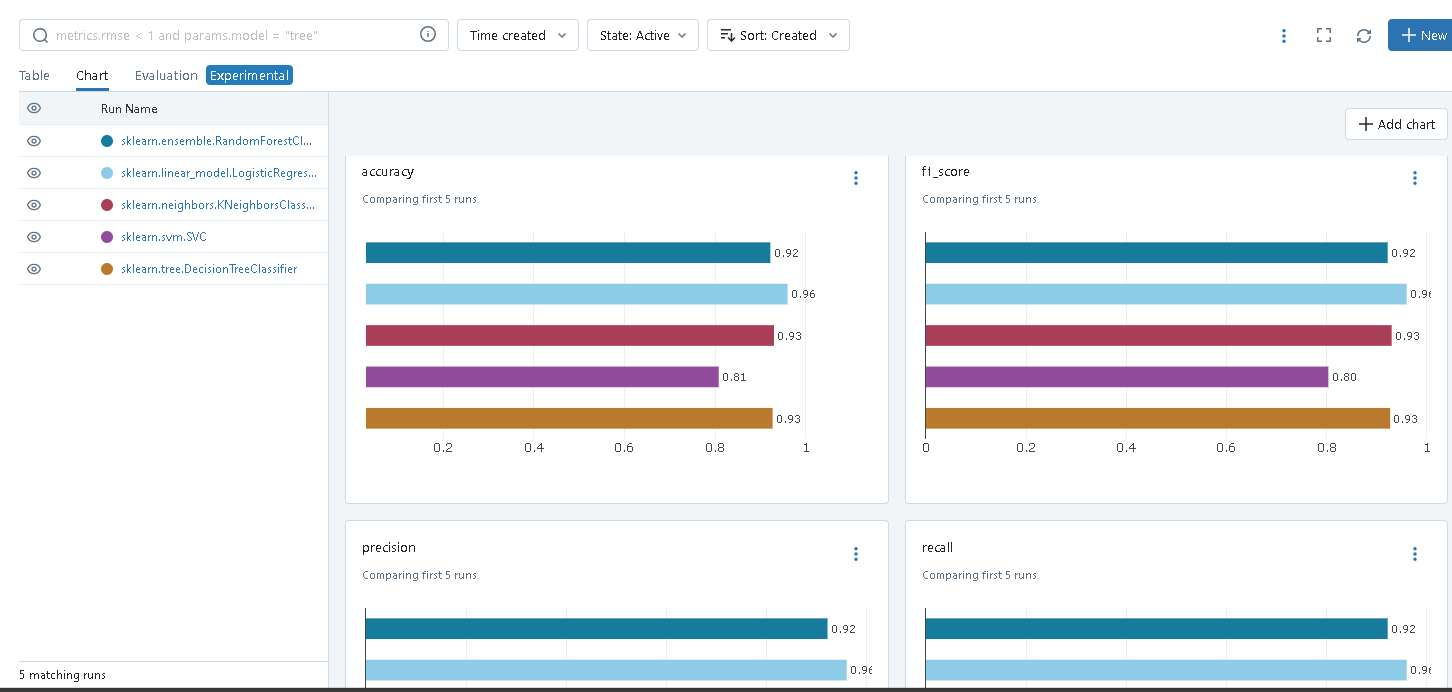 metrics.rmse < 1 and params.model = "tree"
Time created
State: Active
Sort: Created
New
Table Chart Evaluation Experimental
Run Name
sklearn.ensemble.RandomForestCl...
sklearn.linear_model.LogisticRegres...
sklearn.neighbors.KNeighborsClass...
sklearn.svm.SVC
sklearn.tree.DecisionTreeClassifier
5 matching runs
Add chart
accuracy
Comparing first 5 runs
0.92
0.96
0.93
0.81
0.93
0.2 0.4 0.6 0.8 1
f1_score
Comparing first 5 runs
0.92
0.96
0.93
0.80
0.93
0 0.2 0.4 0.6 0.8 1
precision
Comparing first 5 runs
0.92
0.96
recall
Comparing first 5 runs
0.92
0.96